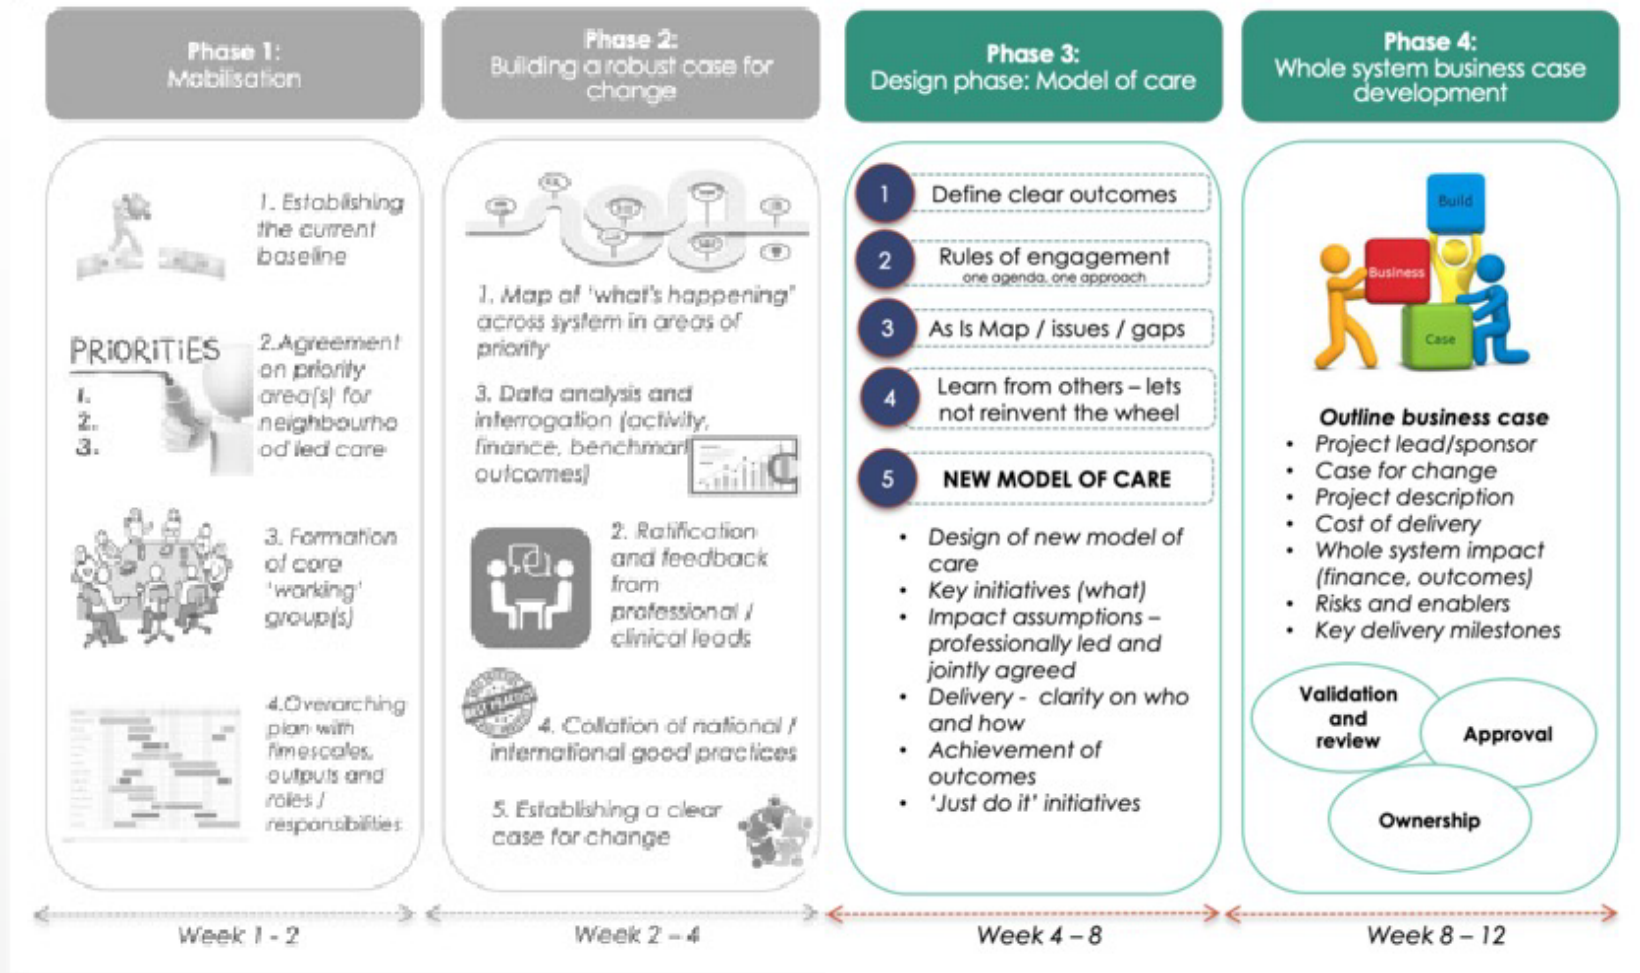 Phase 1:
Mobilisation
1. Establishing
the current
baseline
PRIORITIES
1.
2.
3.
2.Agreement
on priority
area(s) for
neighbourho
od led care
3. Formation
of core
'working'
group(s)
4.Overarching
plan with
timescales,
outputs and
roles /
responsibilities
Week 1 - 2
Phase 2:
Building a robust case for
change
1. Map of 'what's happening'
across system in areas of
priority
3. Data analysis and
interrogation (activity,
finance, benchmark
outcomes)
2. Ratification
and feedback
from
professional /
clinical leads
BEST PRACTICE
4. Collation of national /
international good practices
5. Establishing a clear
case for change
Week 2 – 4
Phase 3:
Design phase: Model of care
1 Define clear outcomes
2 Rules of engagement
one agenda, one approach
3 As Is Map / issues / gaps
4 Learn from others – lets
not reinvent the wheel
5 NEW MODEL OF CARE
• Design of new model of
care
• Key initiatives (what)
• Impact assumptions –
professionally led and
jointly agreed
• Delivery - clarity on who
and how
• Achievement of
outcomes
• 'Just do it' initiatives
Week 4 – 8
Phase 4:
Whole system business case
development
Build
Business
Case
Outline business case
• Project lead/sponsor
• Case for change
• Project description
• Cost of delivery
• Whole system impact
(finance, outcomes)
• Risks and enablers
• Key delivery milestones
Validation
and
review
Approval
Ownership
Week 8 – 12